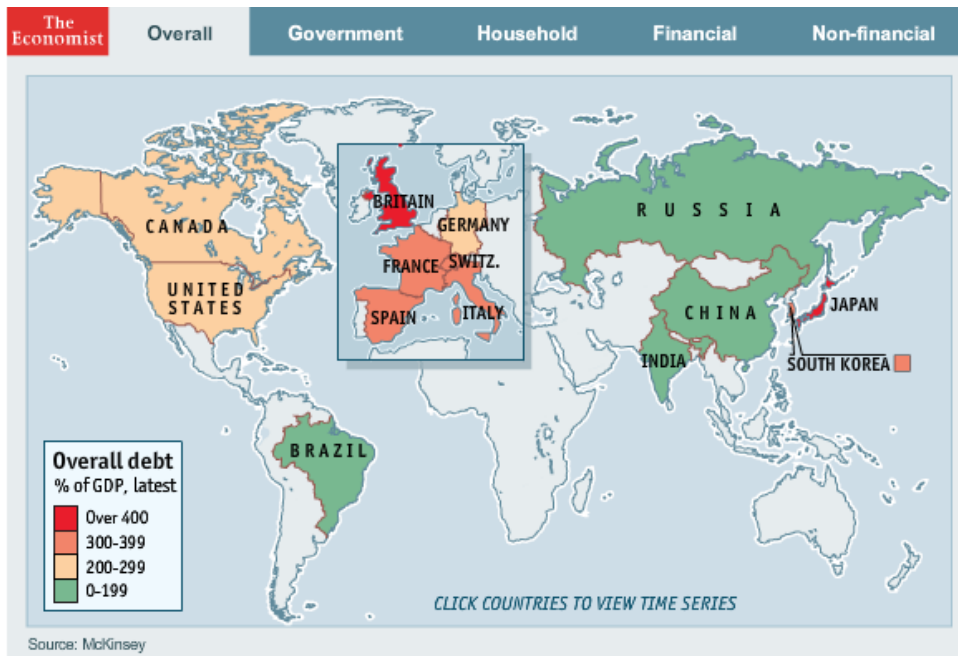 The
Economist
Overall
Government
Household
Financial
Non-financial
CANADA
UNITED
STATES
BRITAIN
GERMANY
FRANCE
SWITZ.
SPAIN
ITALY
RUSSIA
CHINA
JAPAN
INDIA
SOUTH KOREA
BRAZIL
Overall debt
% of GDP, latest
Over 400
300-399
200-299
0-199
CLICK COUNTRIES TO VIEW TIME SERIES
Source: McKinsey